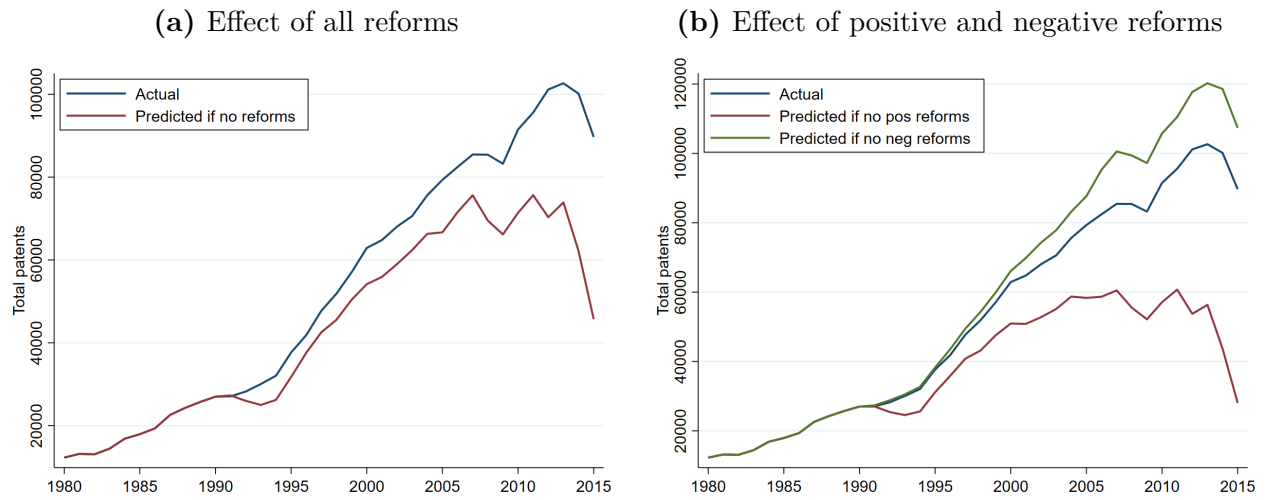 (a) Effect of all reforms
Actual
Predicted if no reforms
Total patents
100000
80000
60000
40000
20000
1980 1985 1990 1995 2000 2005 2010 2015
(b) Effect of positive and negative reforms
Actual
Predicted if no pos reforms
Predicted if no neg reforms
Total patents
120000
100000
80000
60000
40000
20000
1980 1985 1990 1995 2000 2005 2010 2015